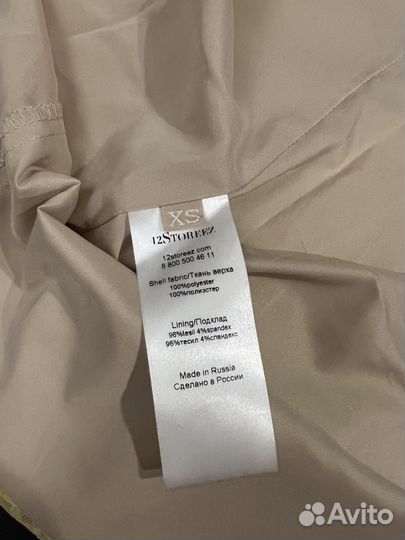 XS
12STOREEZ
12storeez.com
8 800 500 46 11
Shell fabric/Ткань верха
100%polyester
100%полиэстер
Lining/Подклад
96%tesil 4%spandex
96%тесил 4%спандекс
Made in Russia
Сделано в России
Avito